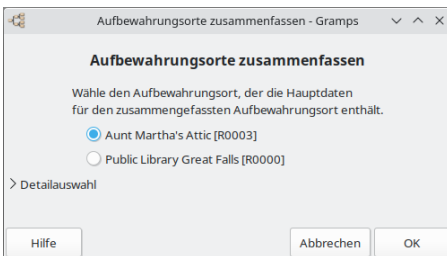 Aufbewahrungsorte zusammenfassen - Gramps
Aufbewahrungsorte zusammenfassen
Wähle den Aufbewahrungsort, der die Hauptdaten
für den zusammengefassten Aufbewahrungsort enthält.
Aunt Martha's Attic [R0003]
Public Library Great Falls [R0000]
Detailauswahl
Hilfe
Abbrechen
OK